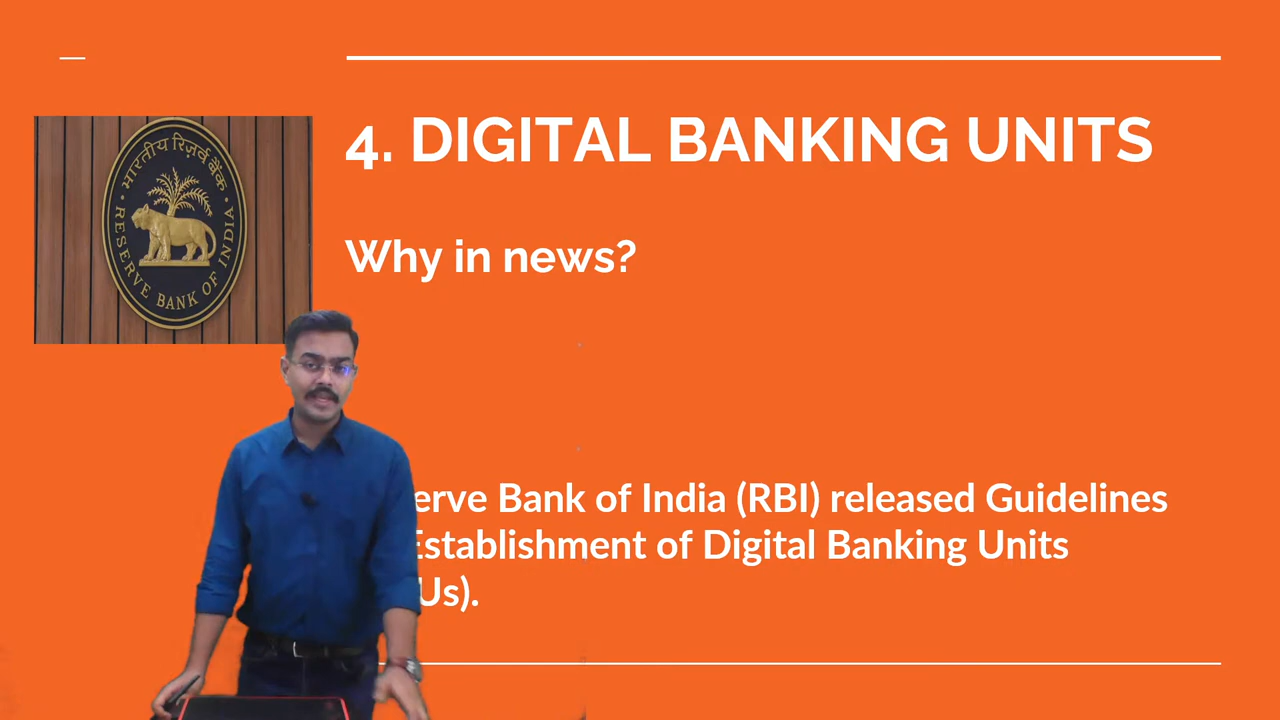 4. DIGITAL BANKING UNITS
भारतीय रिज़र्व बैंक
RESERVE BANK OF INDIA
Why in news?
erve Bank of India (RBI) released Guidelines
Establishment of Digital Banking Units
Us).